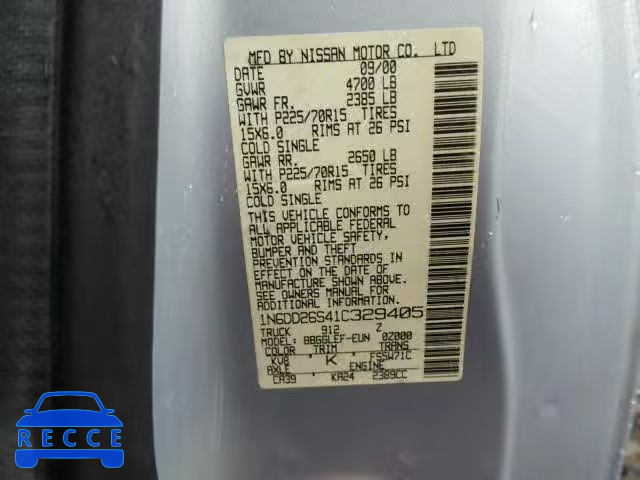 MFD BY NISSAN MOTOR CO. LTD
DATE 09/00
GVWR 4700 LB
GAWR FR. 2385 LB
WITH P225/70R15 TIRES
15X6.0 RIMS AT 26 PSI
COLD SINGLE
GAWR RR. 2650 LB
WITH P225/70R15 TIRES
15X6.0 RIMS AT 26 PSI
COLD SINGLE
THIS VEHICLE CONFORMS TO
ALL APPLICABLE FEDERAL
MOTOR VEHICLE SAFETY,
BUMPER AND THEFT
PREVENTION STANDARDS IN
EFFECT ON THE DATE OF
MANUFACTURE SHOWN ABOVE.
SEE OWNERS MANUAL FOR
ADDITIONAL INFORMATION.
1N6DD26S41C329405
TRUCK 912 Z
MODEL: BBGGLEF-EUN 0Z000
COLOR TRIM TRANS
KV8 K FS5W71C
AXLE ENGINE
CA39 KA24 2389CC
RECCE